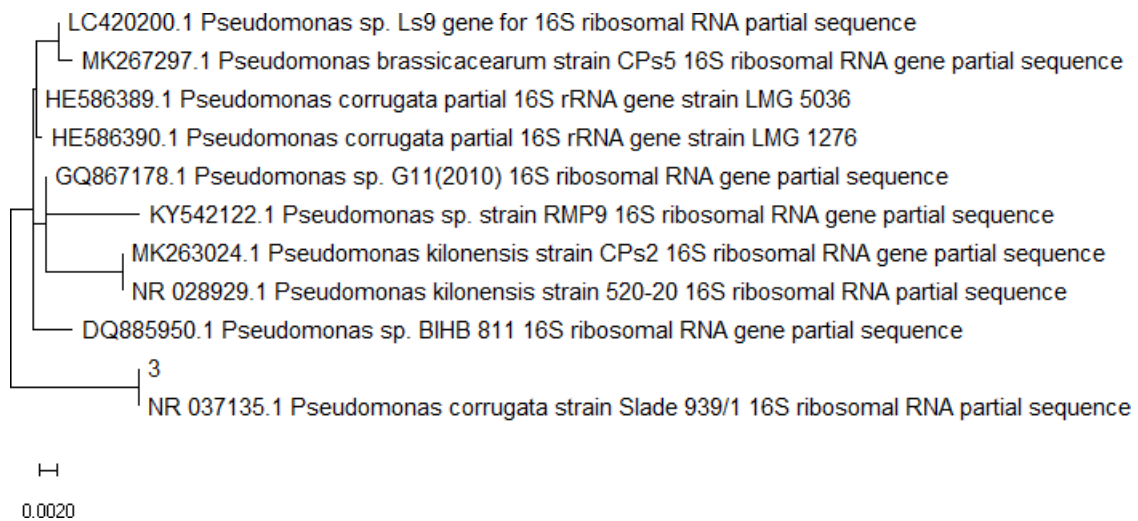 LC420200.1 Pseudomonas sp. Ls9 gene for 16S ribosomal RNA partial sequence
MK267297.1 Pseudomonas brassicacearum strain CPs5 16S ribosomal RNA gene partial sequence
HE586389.1 Pseudomonas corrugata partial 16S rRNA gene strain LMG 5036
HE586390.1 Pseudomonas corrugata partial 16S rRNA gene strain LMG 1276
GQ867178.1 Pseudomonas sp. G11(2010) 16S ribosomal RNA gene partial sequence
KY542122.1 Pseudomonas sp. strain RMP9 16S ribosomal RNA gene partial sequence
MK263024.1 Pseudomonas kilonensis strain CPs2 16S ribosomal RNA gene partial sequence
NR 028929.1 Pseudomonas kilonensis strain 520-20 16S ribosomal RNA partial sequence
DQ885950.1 Pseudomonas sp. BIHB 811 16S ribosomal RNA gene partial sequence
3
NR 037135.1 Pseudomonas corrugata strain Slade 939/1 16S ribosomal RNA partial sequence
0.0020